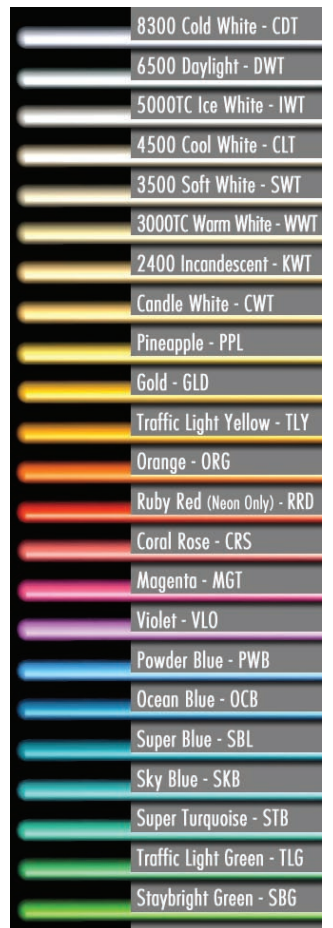 8300 Cold White - CDT
6500 Daylight - DWT
5000TC Ice White - IWT
4500 Cool White - CLT
3500 Soft White - SWT
3000TC Warm White - WWT
2400 Incandescent - KWT
Candle White - CWT
Pineapple - PPL
Gold - GLD
Traffic Light Yellow - TLY
Orange - ORG
Ruby Red (Neon Only) - RRD
Coral Rose - CRS
Magenta - MGT
Violet - VLO
Powder Blue - PWB
Ocean Blue - OCB
Super Blue - SBL
Sky Blue - SKB
Super Turquoise - STB
Traffic Light Green - TLG
Staybright Green - SBG